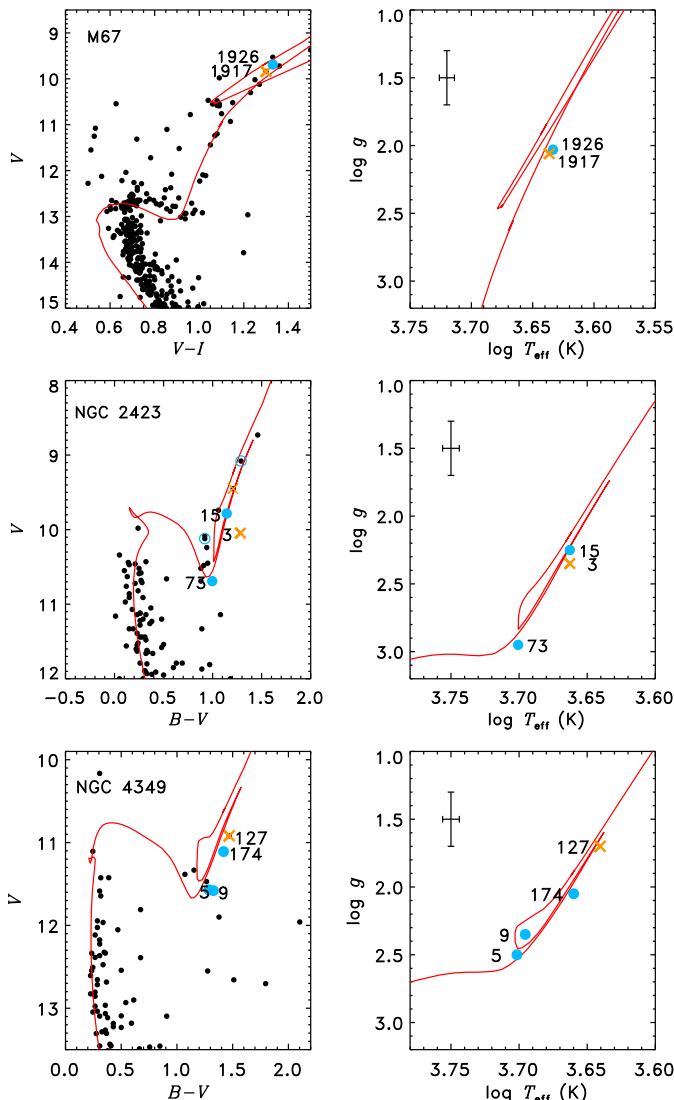 M67
8.5
9
10
11
12
13
14
15
V
0.4 0.6 0.8 1.0 1.2 1.4
V-I
1926
1917
1.0
1.5
2.0
2.5
3.0
log g
3.75 3.70 3.65 3.60 3.55
log Teff (K)
1926
1917
NGC 2423
8
9
10
11
12
V
-0.5 0.0 0.5 1.0 1.5 2.0
B-V
15
3
73
1.0
1.5
2.0
2.5
3.0
log g
3.75 3.70 3.65 3.60
log Teff (K)
15
3
73
NGC 4349
10
11
12
13
V
0.0 0.5 1.0 1.5 2.0
B-V
127
174
5 9
1.0
1.5
2.0
2.5
3.0
log g
3.75 3.70 3.65 3.60
log Teff (K)
127
174
9
5